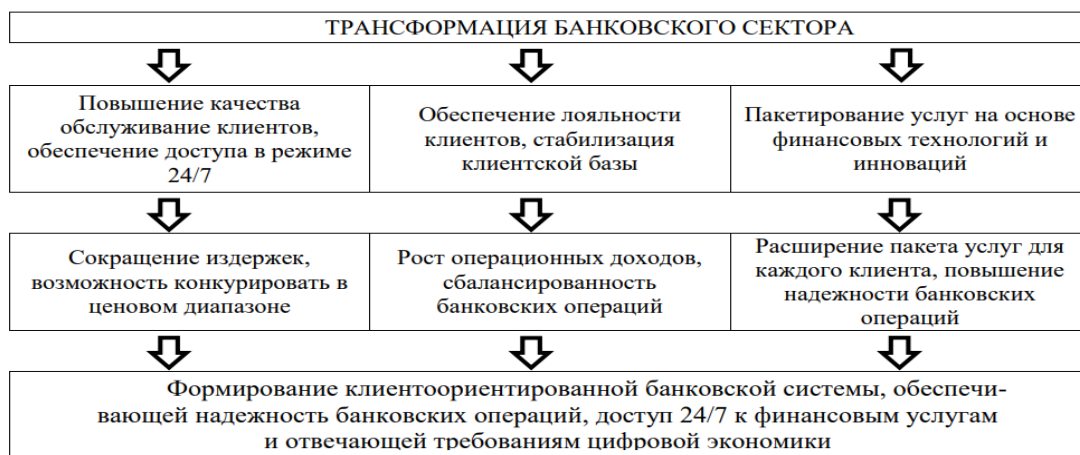 ТРАНСФОРМАЦИЯ БАНКОВСКОГО СЕКТОРА
Повышение качества
обслуживание клиентов,
обеспечение доступа в режиме
24/7
Обеспечение лояльности
клиентов, стабилизация
клиентской базы
Пакетирование услуг на основе
финансовых технологий и
инноваций
Сокращение издержек,
возможность конкурировать в
ценовом диапазоне
Рост операционных доходов,
сбалансированность
банковских операций
Расширение пакета услуг для
каждого клиента, повышение
надежности банковских
операций
Формирование клиентоориентированной банковской системы, обеспечи-
вающей надежность банковских операций, доступ 24/7 к финансовым услугам
и отвечающей требованиям цифровой экономики